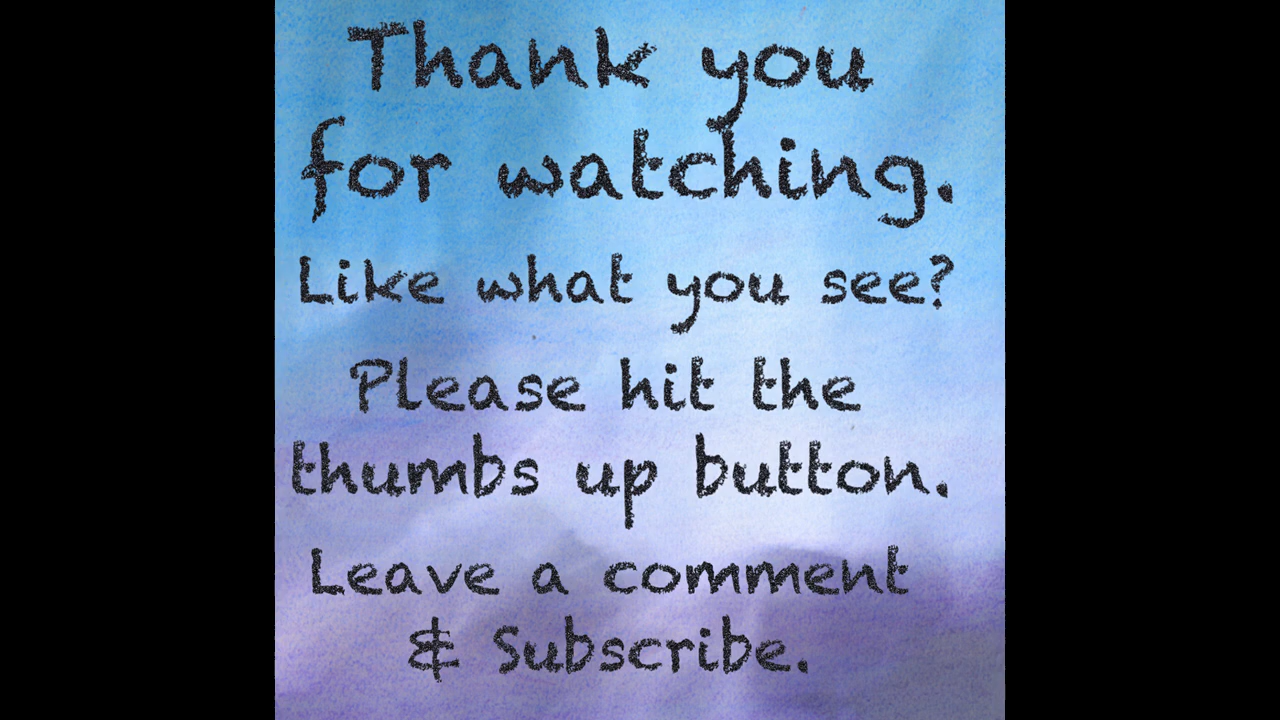 Thank you
for watching.
Like what you see?
Please hit the
thumbs up button.
Leave a comment
& Subscribe.